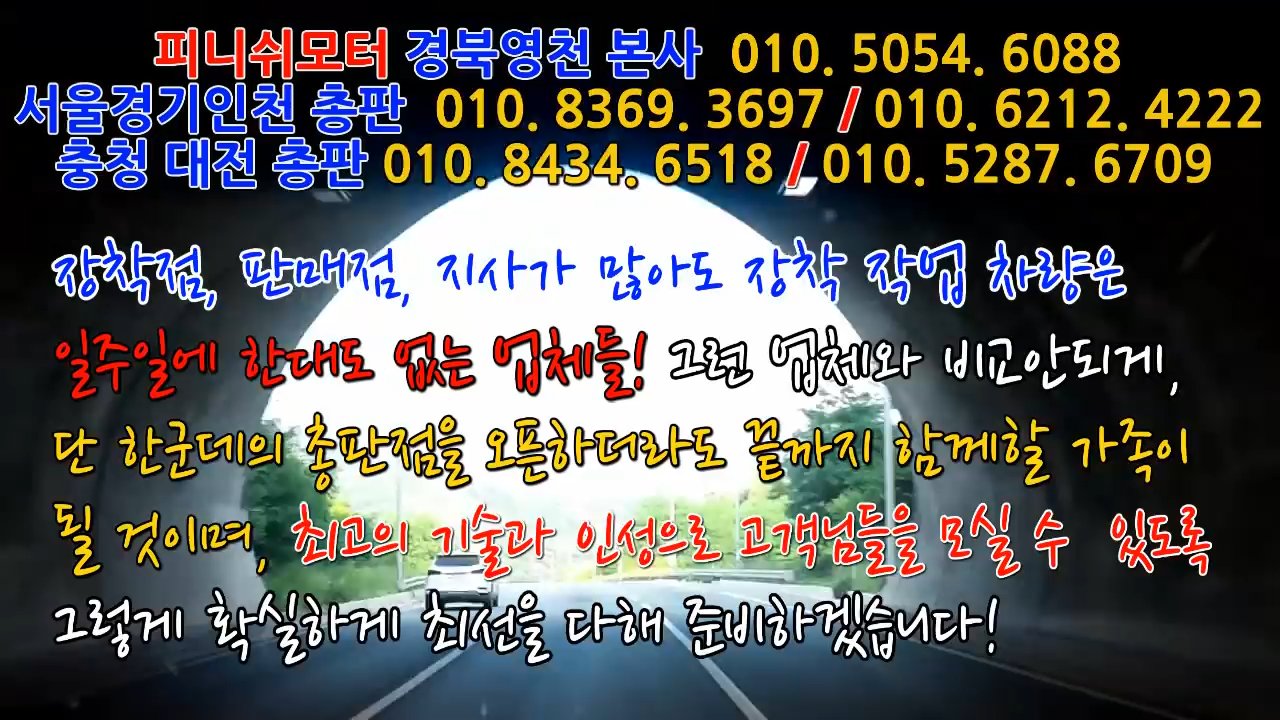 피니쉬모터 경북영천 본사 010. 5054. 6088
서울경기인천 총판 010. 8369. 3697 / 010. 6212. 4222
충청 대전 총판 010. 8434. 6518 / 010. 5287. 6709
장착점, 판매점, 지사가 많아도 장착 작업 차량은
일주일에 한대도 없는 업체들! 그런 업체와 비교안되게,
단 한군데의 총판점을 오픈하더라도 끝까지 함께할 가족이
될 것이며, 최고의 기술과 인성으로 고객님들을 모실 수 있도록
그렇게 확실하게 최선을 다해 준비하겠습니다!